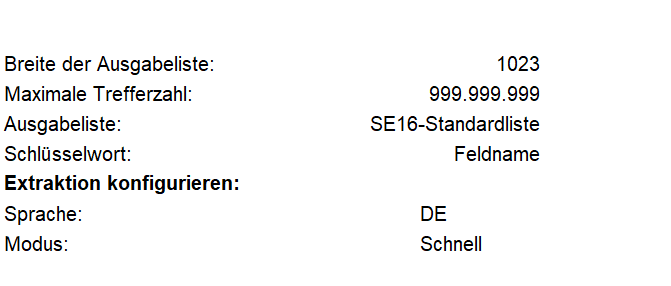 Breite der Ausgabeliste: 1023
Maximale Trefferzahl: 999.999.999
Ausgabeliste: SE16-Standardliste
Schlüsselwort: Feldname
Extraktion konfigurieren:
Sprache: DE
Modus: Schnell